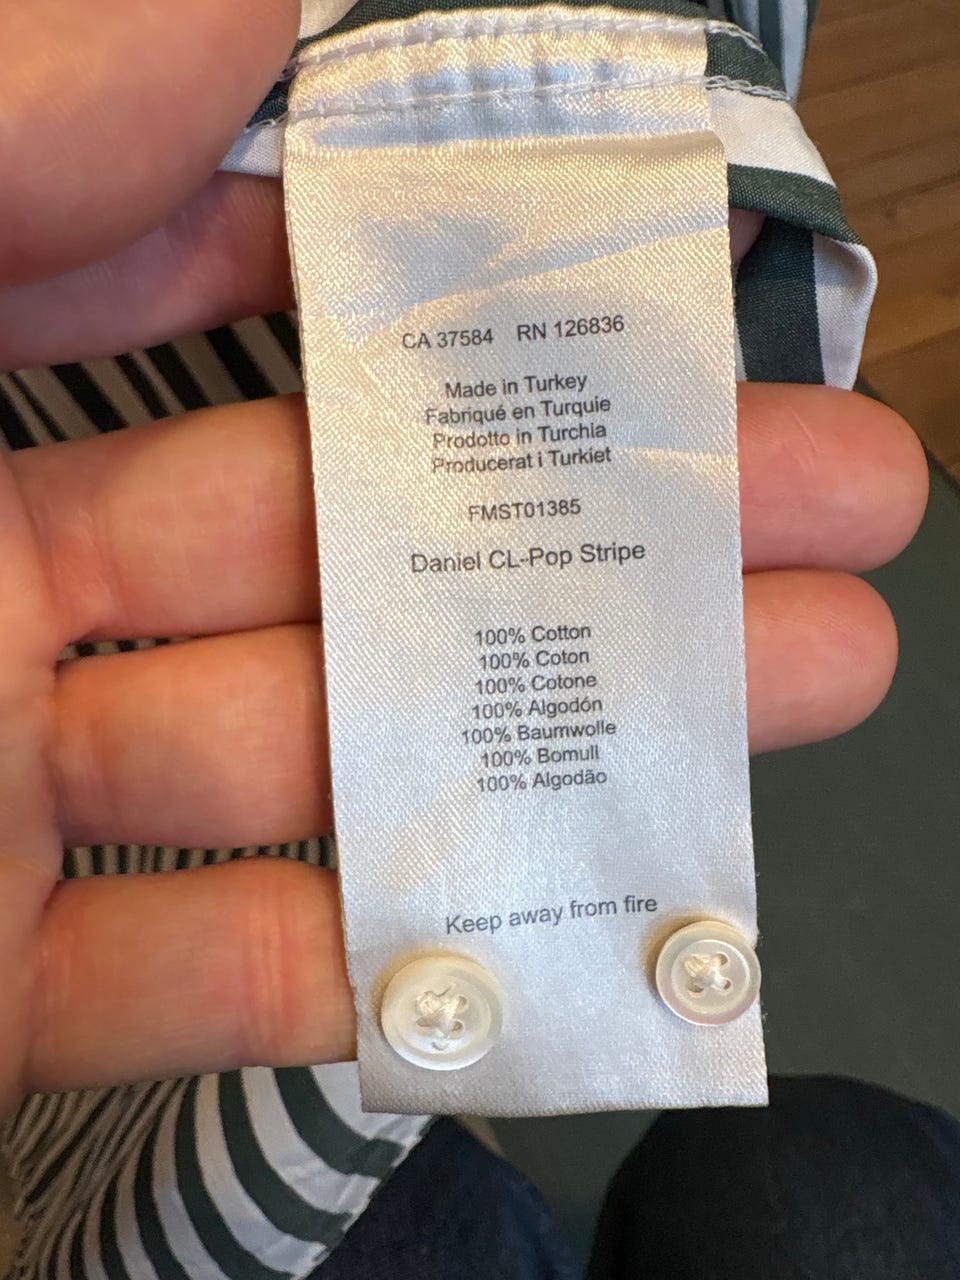 CA 37584 RN 126836
Made in Turkey
Fabriqué en Turquie
Prodotto in Turchia
Producerat i Turkiet
FMST01385
Daniel CL-Pop Stripe
100% Cotton
100% Coton
100% Cotone
100% Algodón
100% Baumwolle
100% Bomull
100% Algodão
Keep away from fire